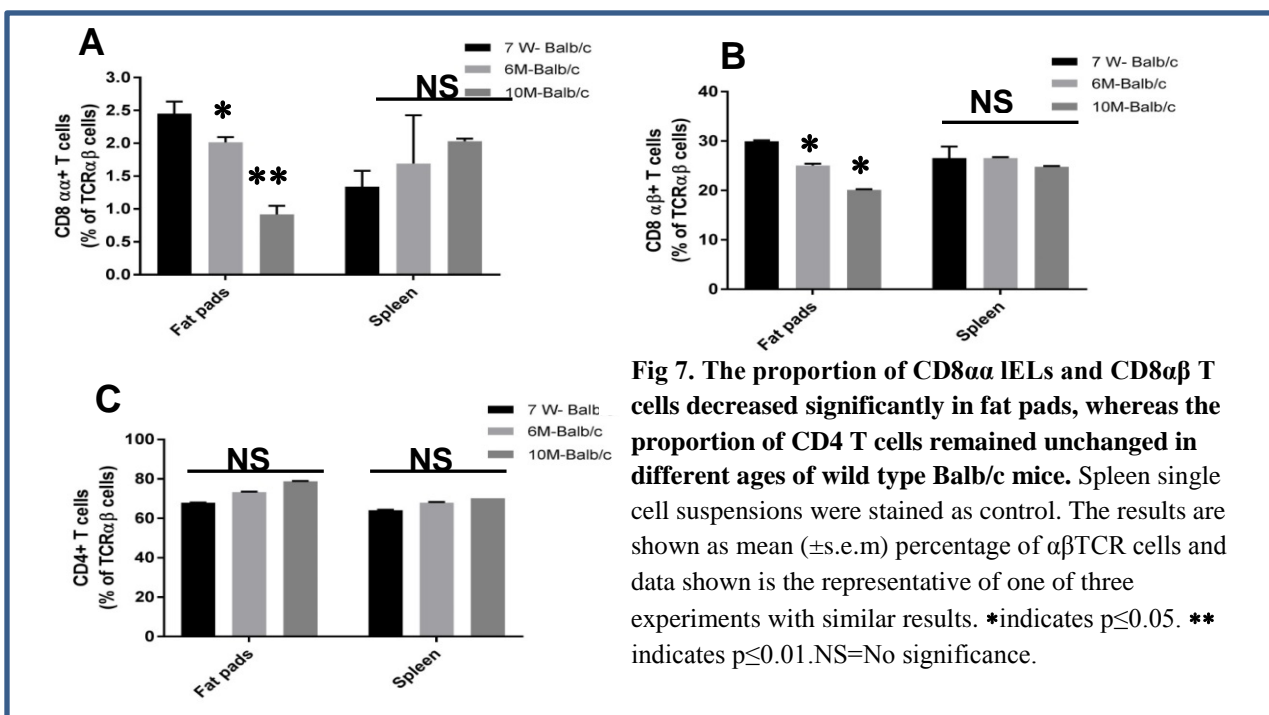 A
7 W- Balb/c
6M-Balb/c
10M-Balb/c
NS
CD8 αα+ T cells
(% of TCRαβ cells)
3.0
2.5
2.0
1.5
1.0
0.5
0.0
*
**
Fat pads
Spleen
B
7 W- Balb/c
6M-Balb/c
10M-Balb/c
NS
CD8 αβ+ T cells
(% of TCRαβ cells)
40
30
20
10
0
*
*
Fat pads
Spleen
C
7 W- Balb
6M-Balb/c
10M-Balb/c
NS
NS
CD4+ T cells
(% of TCRαβ cells)
100
80
60
40
20
0
Fat pads
Spleen
Fig 7. The proportion of CD8αα lELs and CD8αβ T
cells decreased significantly in fat pads, whereas the
proportion of CD4 T cells remained unchanged in
different ages of wild type Balb/c mice. Spleen single
cell suspensions were stained as control. The results are
shown as mean (±s.e.m) percentage of αβTCR cells and
data shown is the representative of one of three
experiments with similar results. *indicates p≤0.05. **
indicates p≤0.01.NS=No significance.